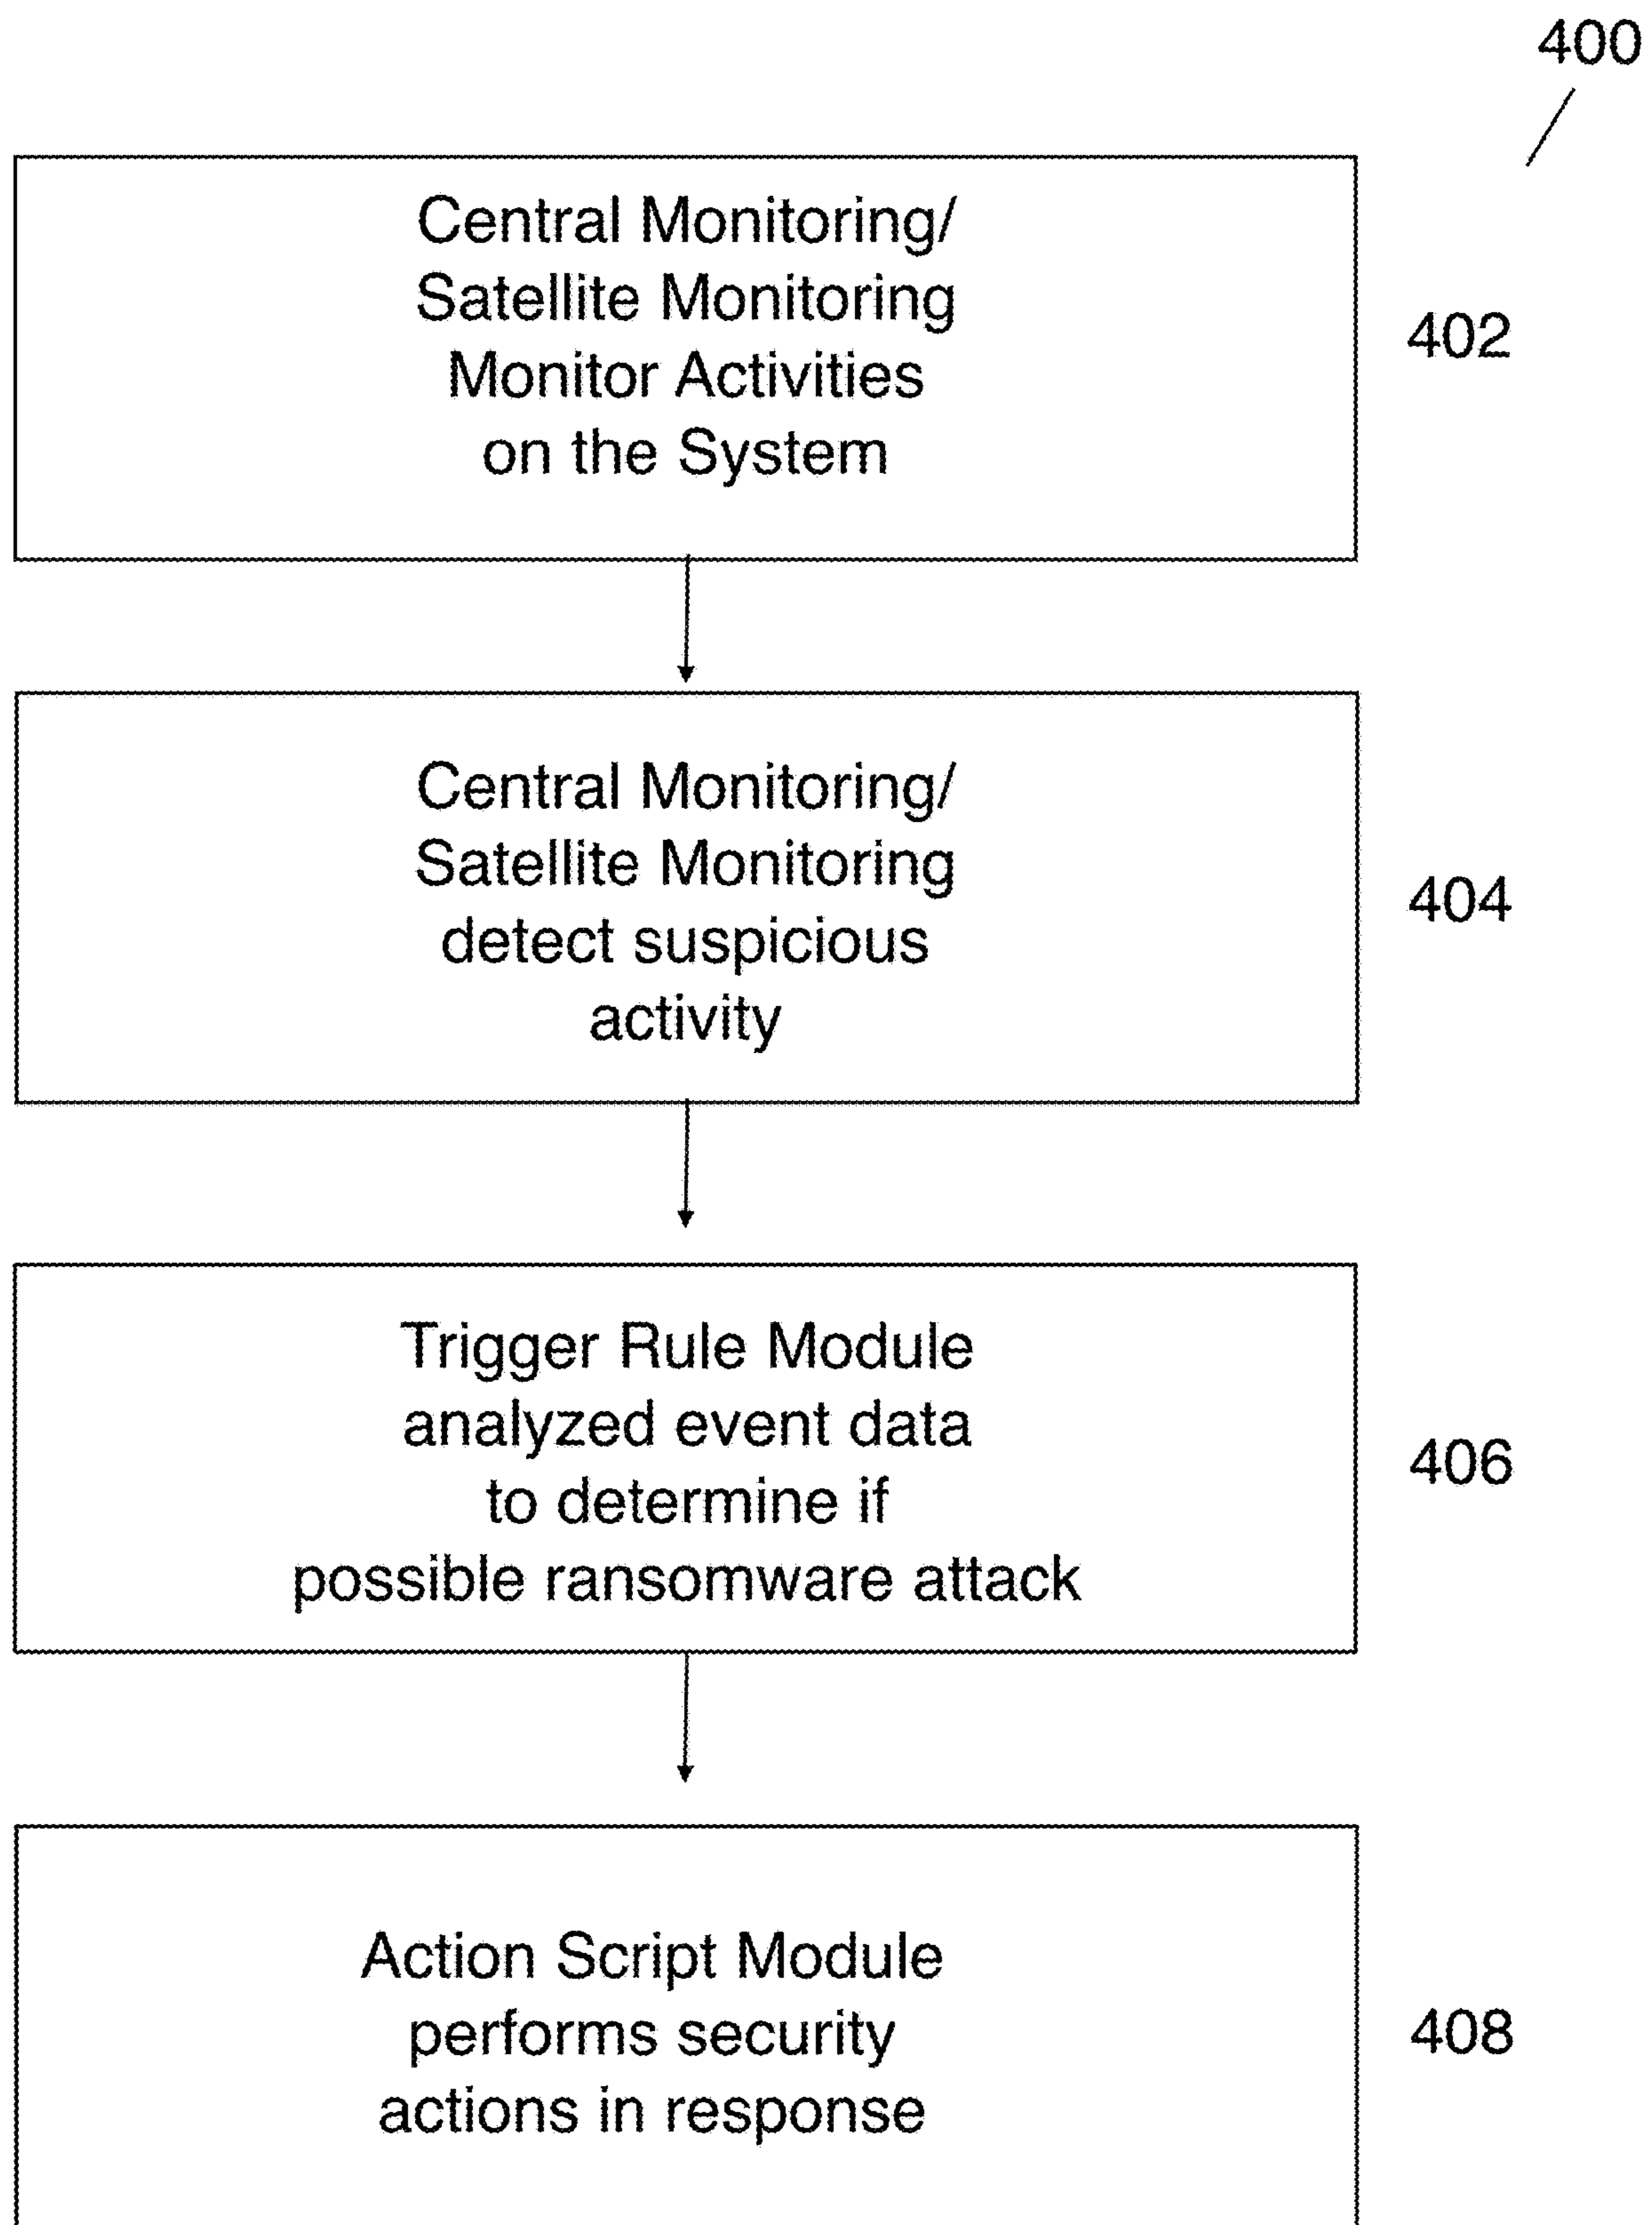 400
Central Monitoring/
Satellite Monitoring
Monitor Activities
on the System
402
Central Monitoring/
Satellite Monitoring
detect suspicious
activity
404
Trigger Rule Module
analyzed event data
to determine if
possible ransomware attack
406
Action Script Module
performs security
actions in response
408